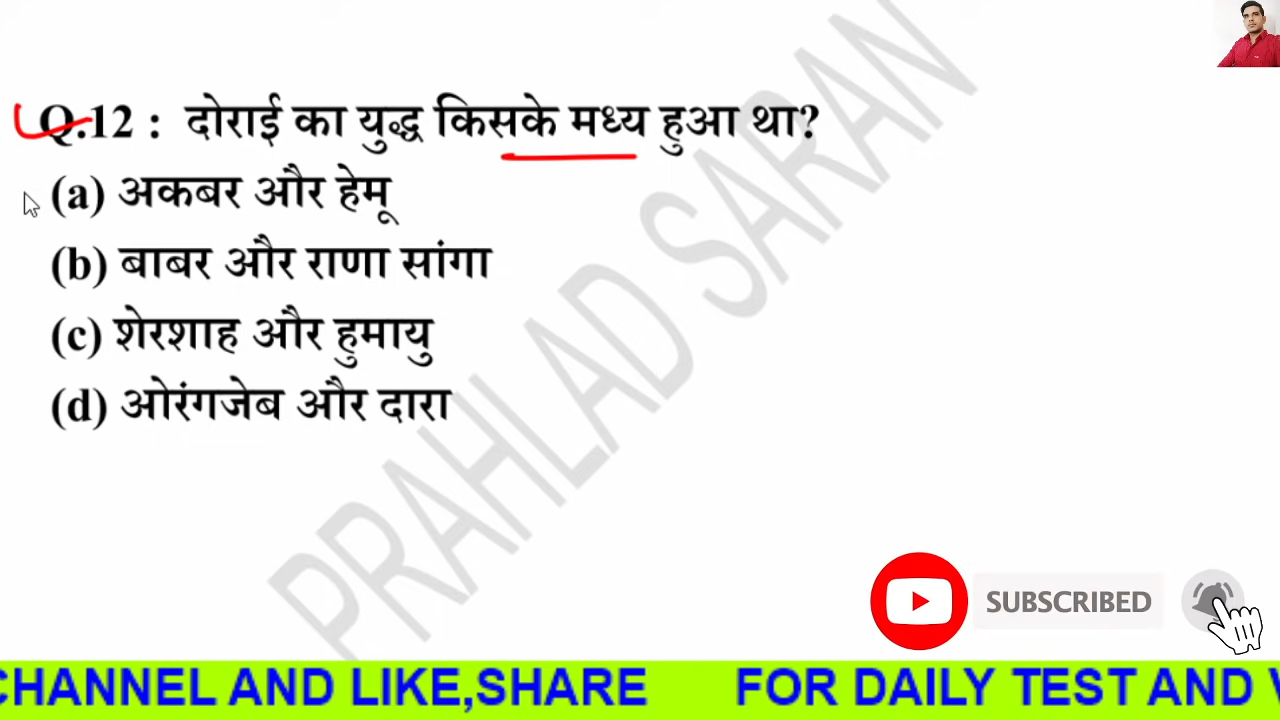 Q.12 : दोराई का युद्ध किसके मध्य हुआ था?
(a) अकबर और हेमू
(b) बाबर और राणा सांगा
(c) शेरशाह और हुमायु
(d) ओरंगजेब और दारा
PRAHLAD SARAN
SUBSCRIBED
CHANNEL AND LIKE,SHARE FOR DAILY TEST AND